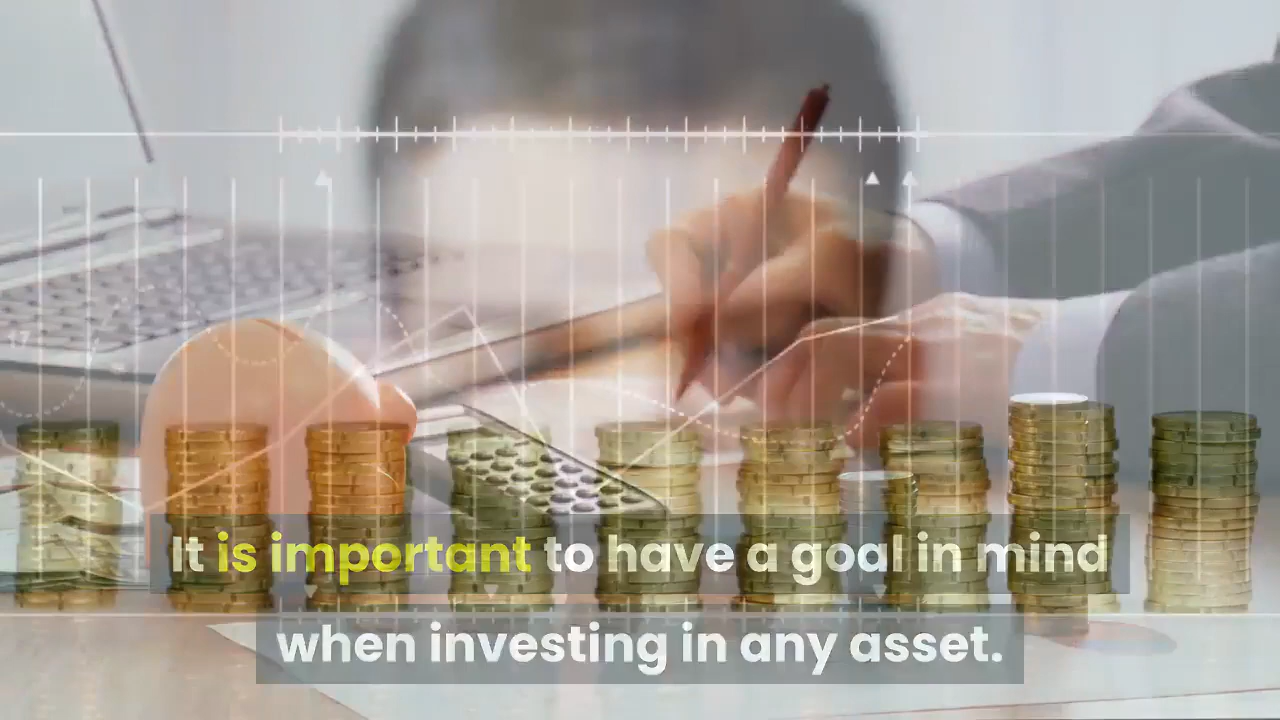 It is important to have a goal in mind
when investing in any asset.